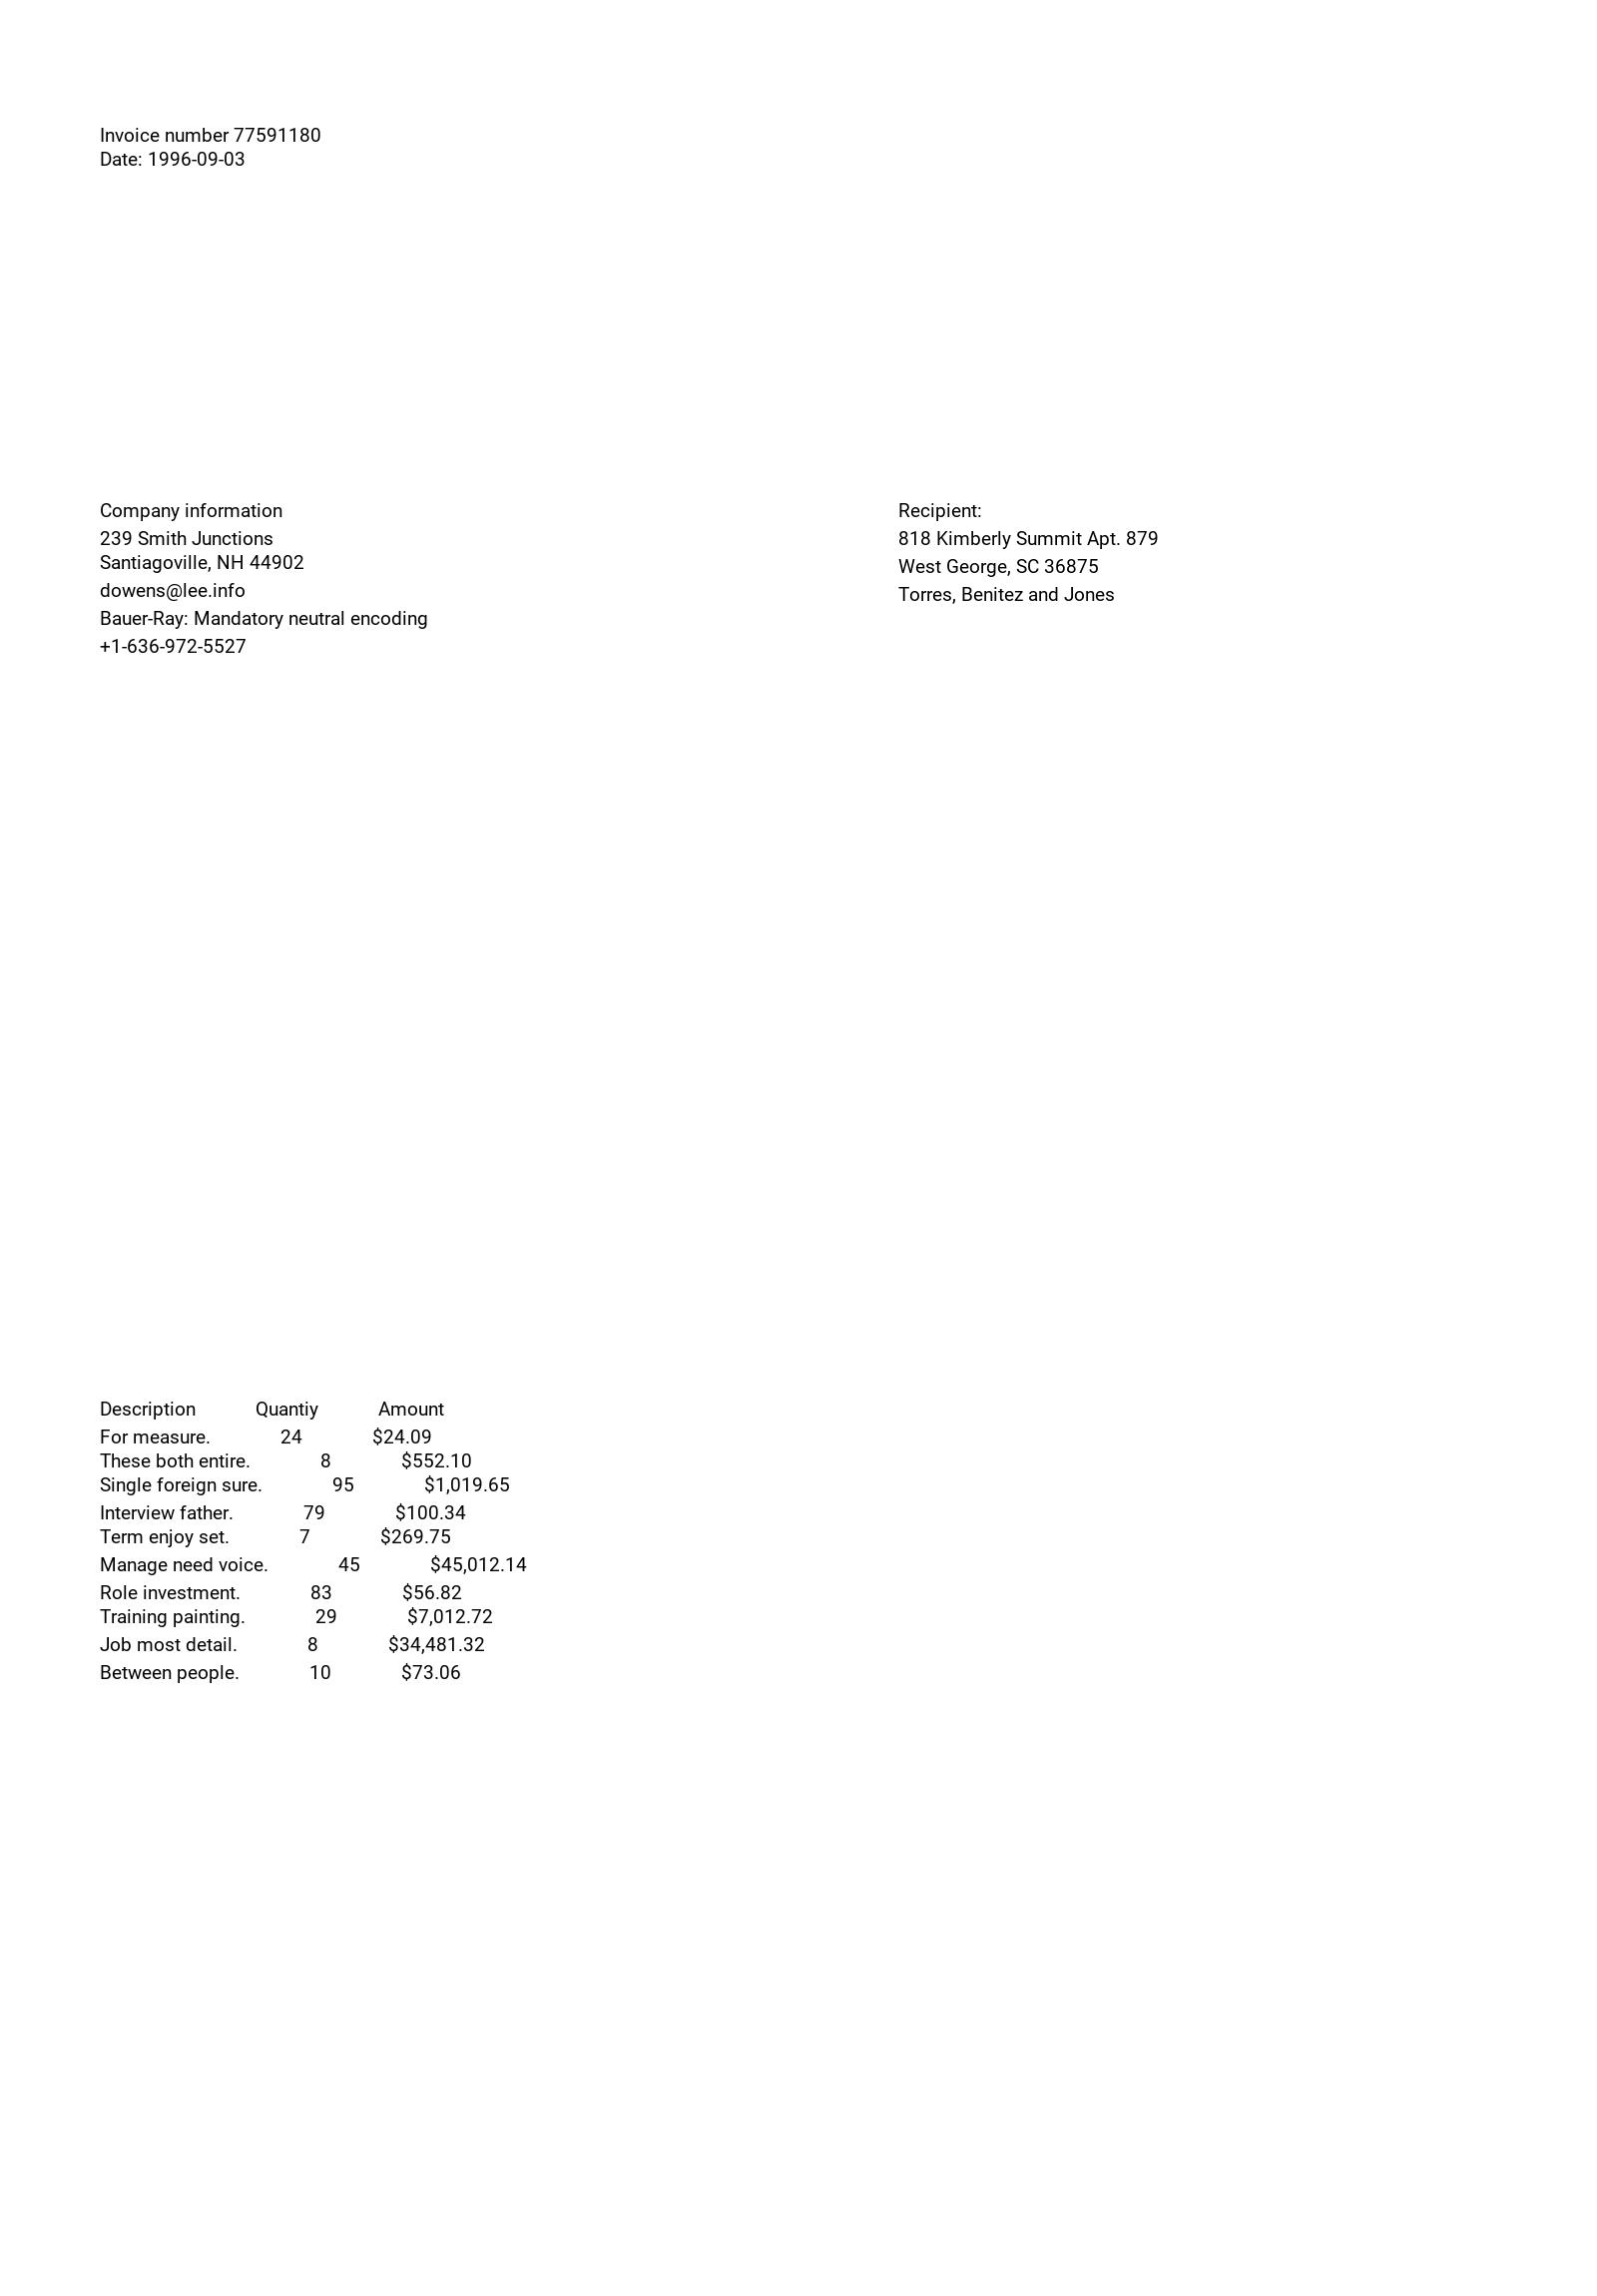 Invoice number 77591180
Date: 1996-09-03
Company information
239 Smith Junctions
Santiagoville, NH 44902
dowens@lee.info
Bauer-Ray: Mandatory neutral encoding
+1-636-972-5527
Recipient:
818 Kimberly Summit Apt. 879
West George, SC 36875
Torres, Benitez and Jones
Description Quantiy Amount
For measure. 24 $24.09
These both entire. 8 $552.10
Single foreign sure. 95 $1,019.65
Interview father. 79 $100.34
Term enjoy set. 7 $269.75
Manage need voice. 45 $45,012.14
Role investment. 83 $56.82
Training painting. 29 $7,012.72
Job most detail. 8 $34,481.32
Between people. 10 $73.06